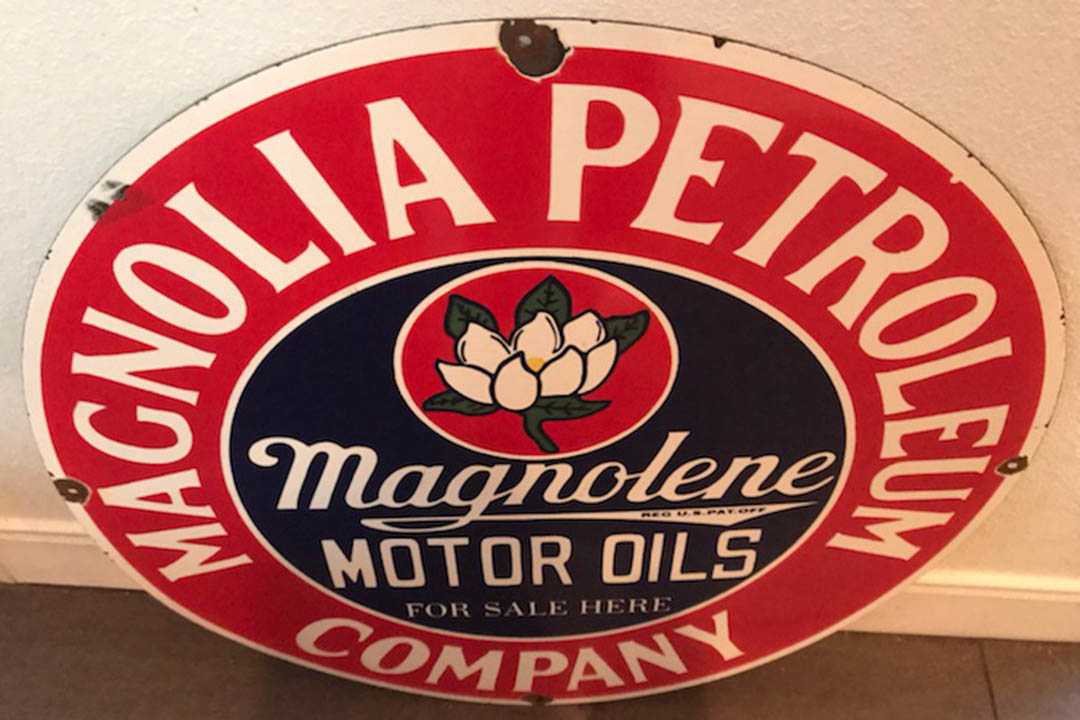 MAGNOLIA PETROLEUM
COMPANY
Magnolene
REG U.S. PAT. OFF
MOTOR OILS
FOR SALE HERE